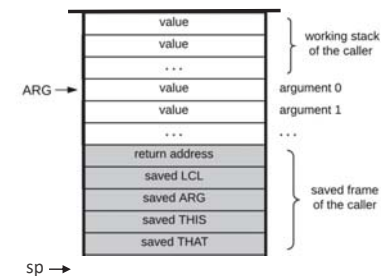 value
value
working stack
of the caller
...
ARG value argument 0
value argument 1
... ...
return address
saved LCL
saved ARG
saved frame
of the caller
saved THIS
saved THAT
sp